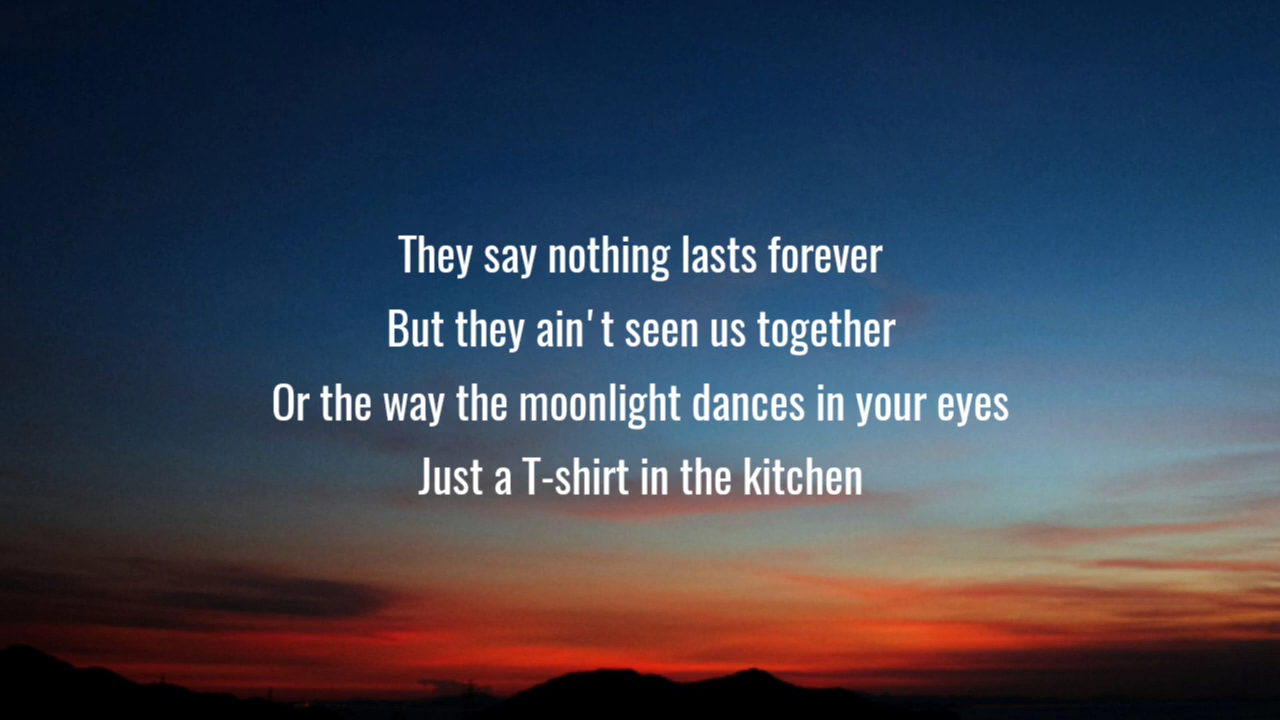 They say nothing lasts forever
But they ain't seen us together
Or the way the moonlight dances in your eyes
Just a T-shirt in the kitchen